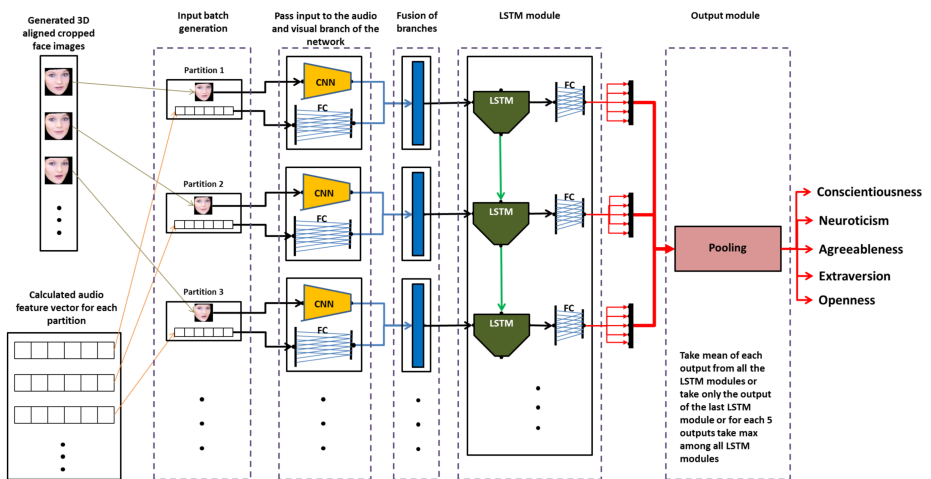 Generated 3D
aligned cropped
face images
Input batch
generation
Pass input to the audio
and visual branch of the
network
Fusion of
branches
LSTM module
Output module
Partition 1
CNN
FC
LSTM
FC
Partition 2
CNN
FC
LSTM
FC
Partition 3
CNN
FC
LSTM
FC
Calculated audio
feature vector for each
partition
Pooling
Conscientiousness
Neuroticism
Agreeableness
Extraversion
Openness
Take mean of each
output from all the
LSTM modules or
take only the output
of the last LSTM
module or for each 5
outputs take max
among all LSTM
modules